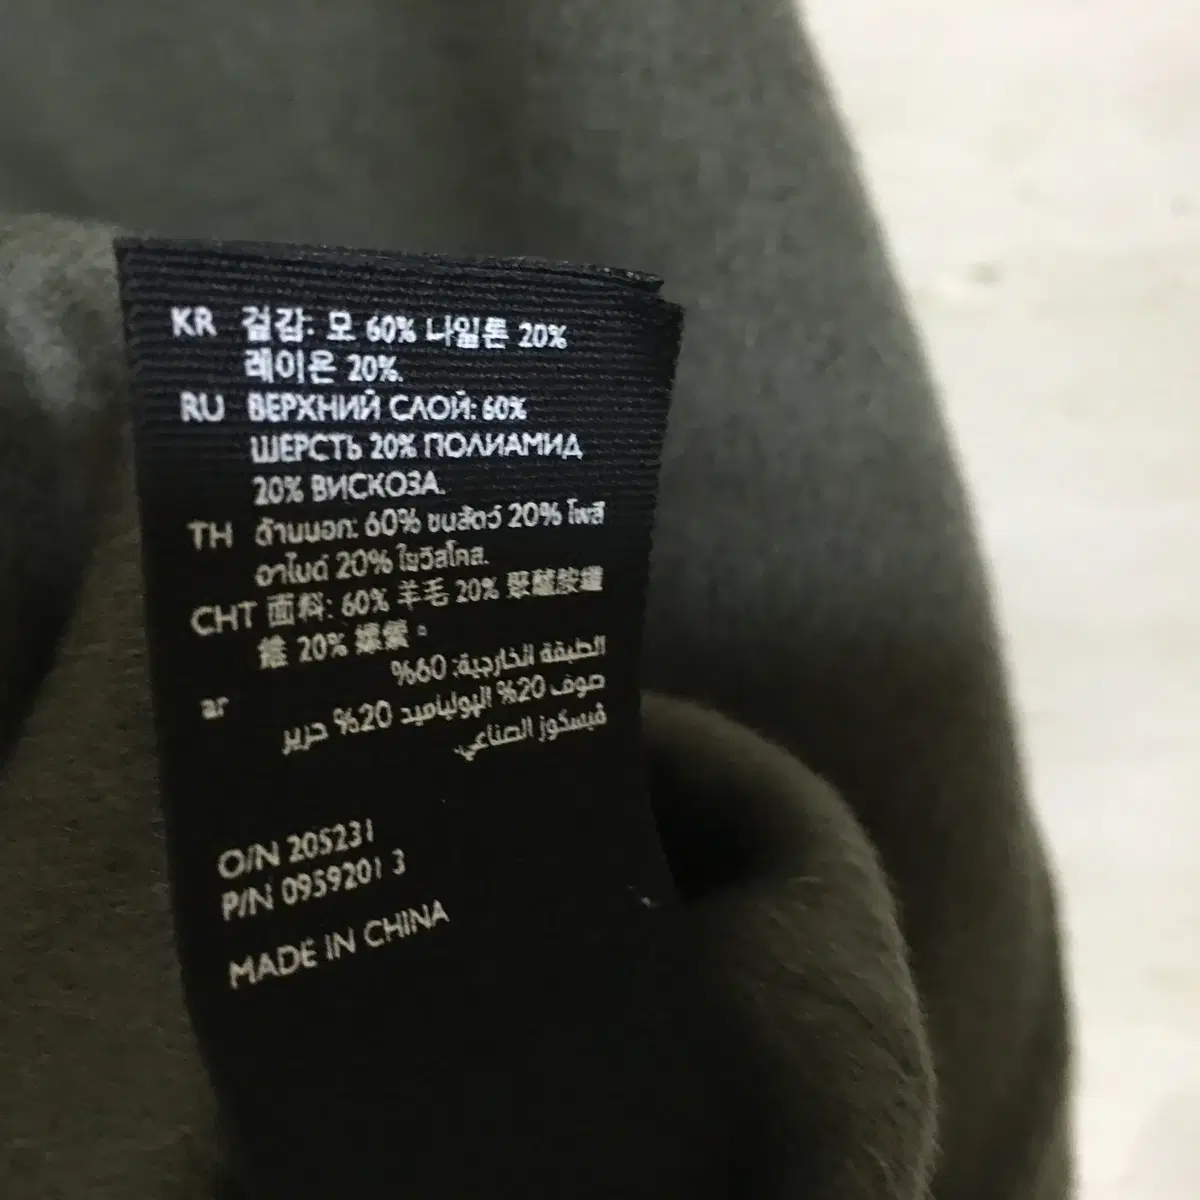 KR 겉감: 모 60% 나일론 20%
레이온 20%.
RU ВЕРХНИЙ СЛОЙ: 60%
ШЕРСТЬ 20% ПОЛИАМИД
20% ВИСКОЗА.
TH ด้านนอก: 60% ขนสัตว์ 20% โพลี
อาไมด์ 20% ใยวิสโคส.
CHT 面料: 60% 羊毛 20% 聚醯胺纖
維 20% 嫘縈。
ar الطبقة الخارجية: 60%
صوف 20% البولياميد 20% حرير
فيسكوز الصناعي.
O/N 205231
P/N 0959201 3
MADE IN CHINA